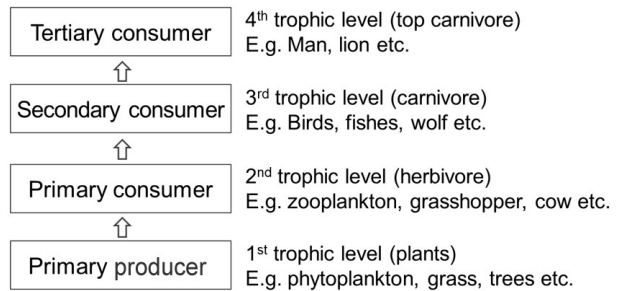 Tertiary consumer
4th trophic level (top carnivore)
E.g. Man, lion etc.
Secondary consumer
3rd trophic level (carnivore)
E.g. Birds, fishes, wolf etc.
Primary consumer
2nd trophic level (herbivore)
E.g. zooplankton, grasshopper, cow etc.
Primary producer
1st trophic level (plants)
E.g. phytoplankton, grass, trees etc.